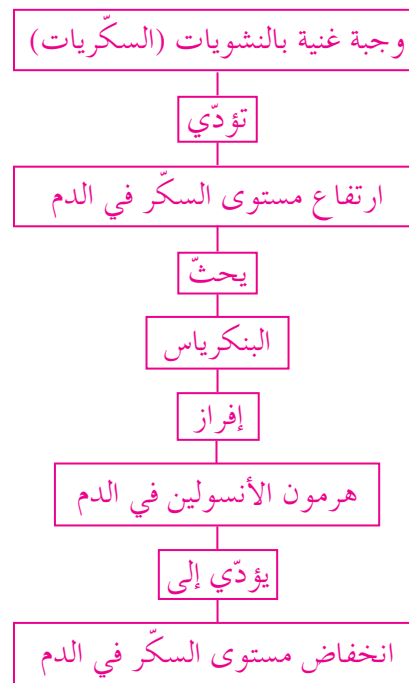 وجبة غنية بالنشويات (السكّريات)
تؤدّي
ارتفاع مستوى السكّر في الدم
يحثّ
البنكرياس
إفراز
هرمون الأنسولين في الدم
يؤدّي إلى
انخفاض مستوى السكّر في الدم